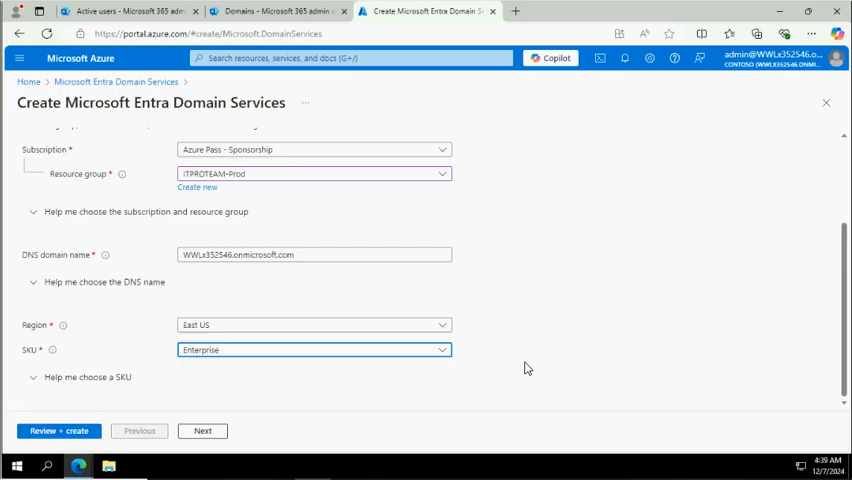 Active users - Microsoft 365 adm
Domains - Microsoft 365 admin c
Create Microsoft Entra Domain S
https://portal.azure.com/#create/Microsoft.DomainServices
Microsoft Azure
Search resources, services, and docs (G+/)
Copilot
admin@WWLx352546.o...
CONTOSO (WWLX352546.ONMI...
Home > Microsoft Entra Domain Services >
Create Microsoft Entra Domain Services
Subscription *
Azure Pass - Sponsorship
Resource group *
ITPROTEAM-Prod
Create new
Help me choose the subscription and resource group
DNS domain name *
WWLx352546.onmicrosoft.com
Help me choose the DNS name
Region *
East US
SKU *
Enterprise
Help me choose a SKU
Review + create
Previous
Next
4:39 AM
12/7/2024